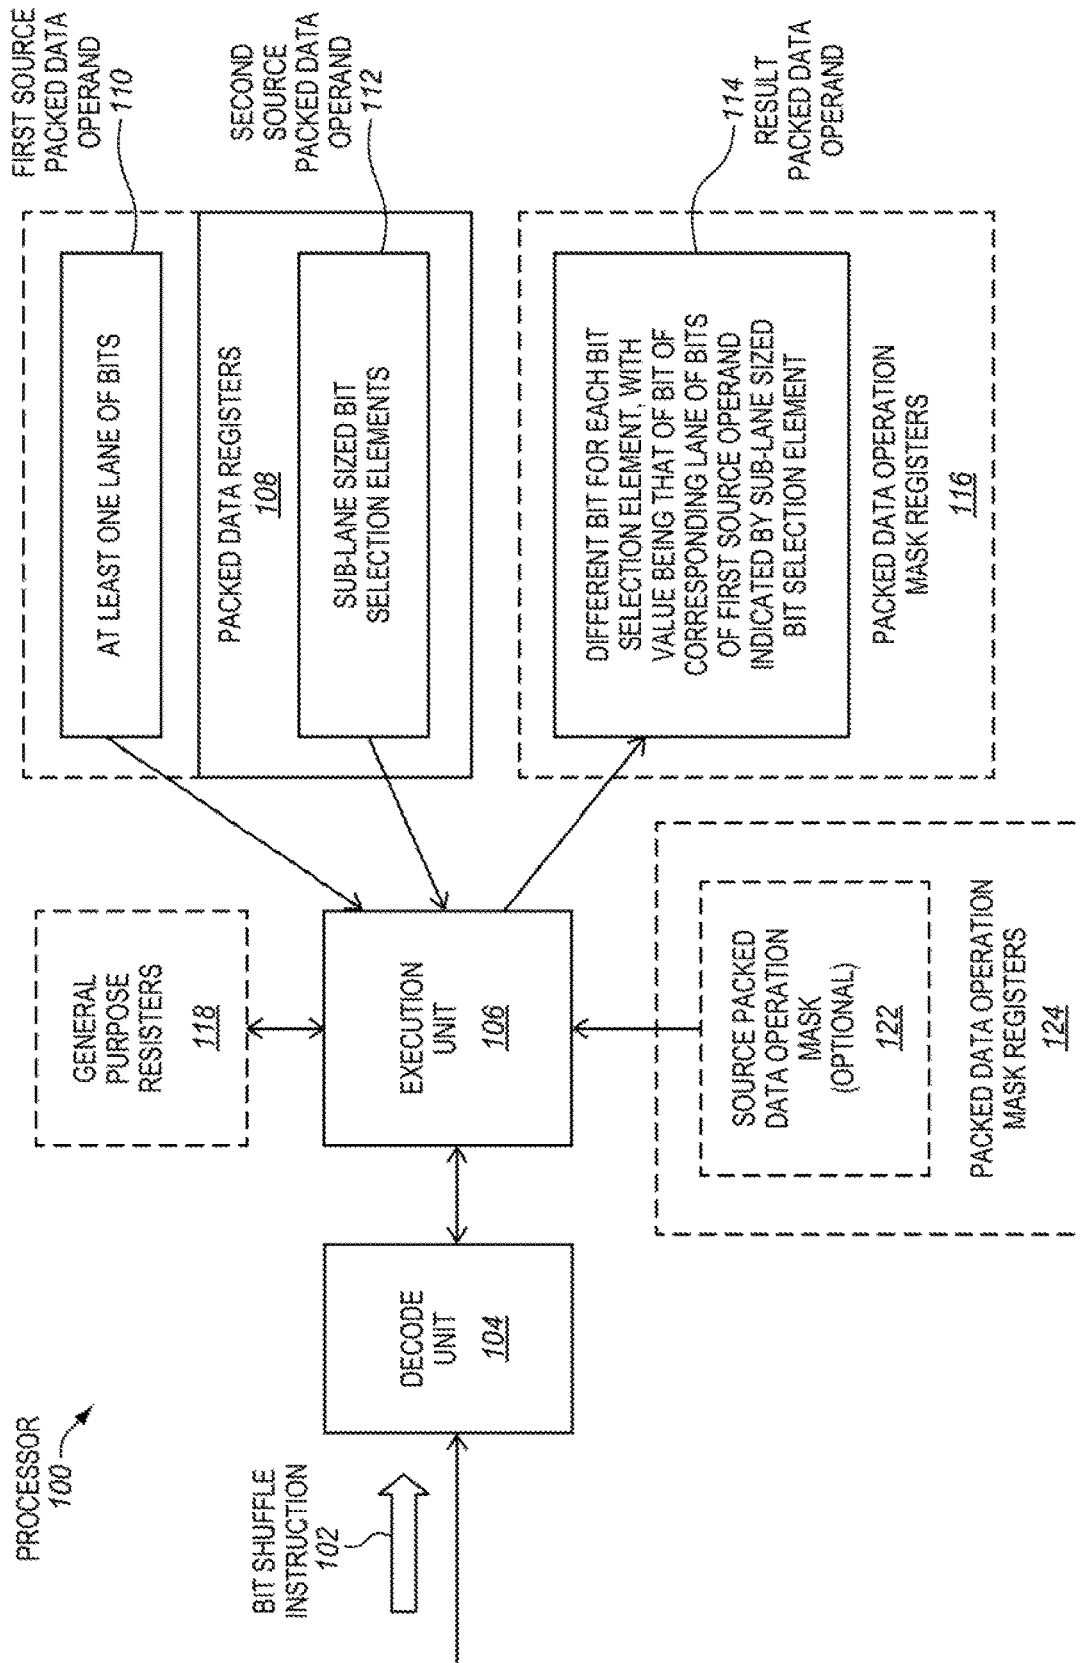 PROCESSOR
100
BIT SHUFFLE
INSTRUCTION
102
DECODE
UNIT
104
GENERAL
PURPOSE
RESISTERS
118
EXECUTION
UNIT
106
SOURCE PACKED
DATA OPERATION
MASK
(OPTIONAL)
122
PACKED DATA OPERATION
MASK REGISTERS
124
FIRST SOURCE
PACKED DATA
OPERAND
110
AT LEAST ONE LANE OF BITS
PACKED DATA REGISTERS
108
SECOND
SOURCE
PACKED DATA
OPERAND
112
SUB-LANE SIZED BIT
SELECTION ELEMENTS
114
RESULT
PACKED DATA
OPERAND
DIFFERENT BIT FOR EACH BIT
SELECTION ELEMENT, WITH
VALUE BEING THAT OF BIT OF
CORRESPONDING LANE OF BITS
OF FIRST SOURCE OPERAND
INDICATED BY SUB-LANE SIZED
BIT SELECTION ELEMENT
PACKED DATA OPERATION
MASK REGISTERS
116